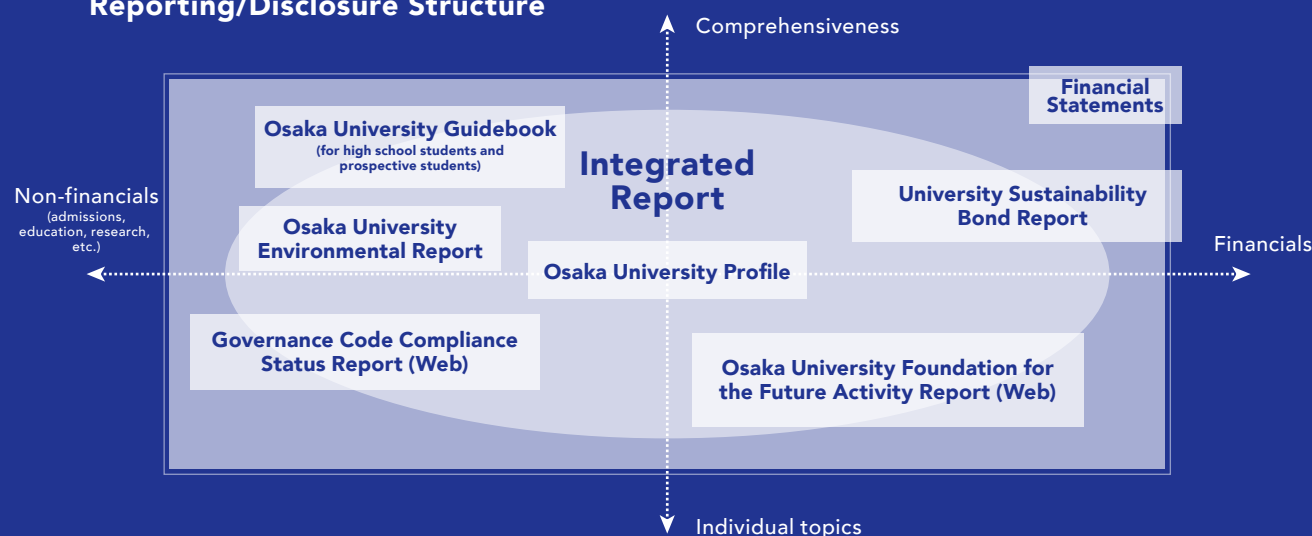 Reporting/Disclosure Structure
Comprehensiveness
Financial
Statements
Osaka University Guidebook
(for high school students and
prospective students)
Integrated
Report
University Sustainability
Bond Report
Non-financials
(admissions,
education, research,
etc.)
Osaka University
Environmental Report
Financials
Osaka University Profile
Governance Code Compliance
Status Report (Web)
Osaka University Foundation for
the Future Activity Report (Web)
Individual topics